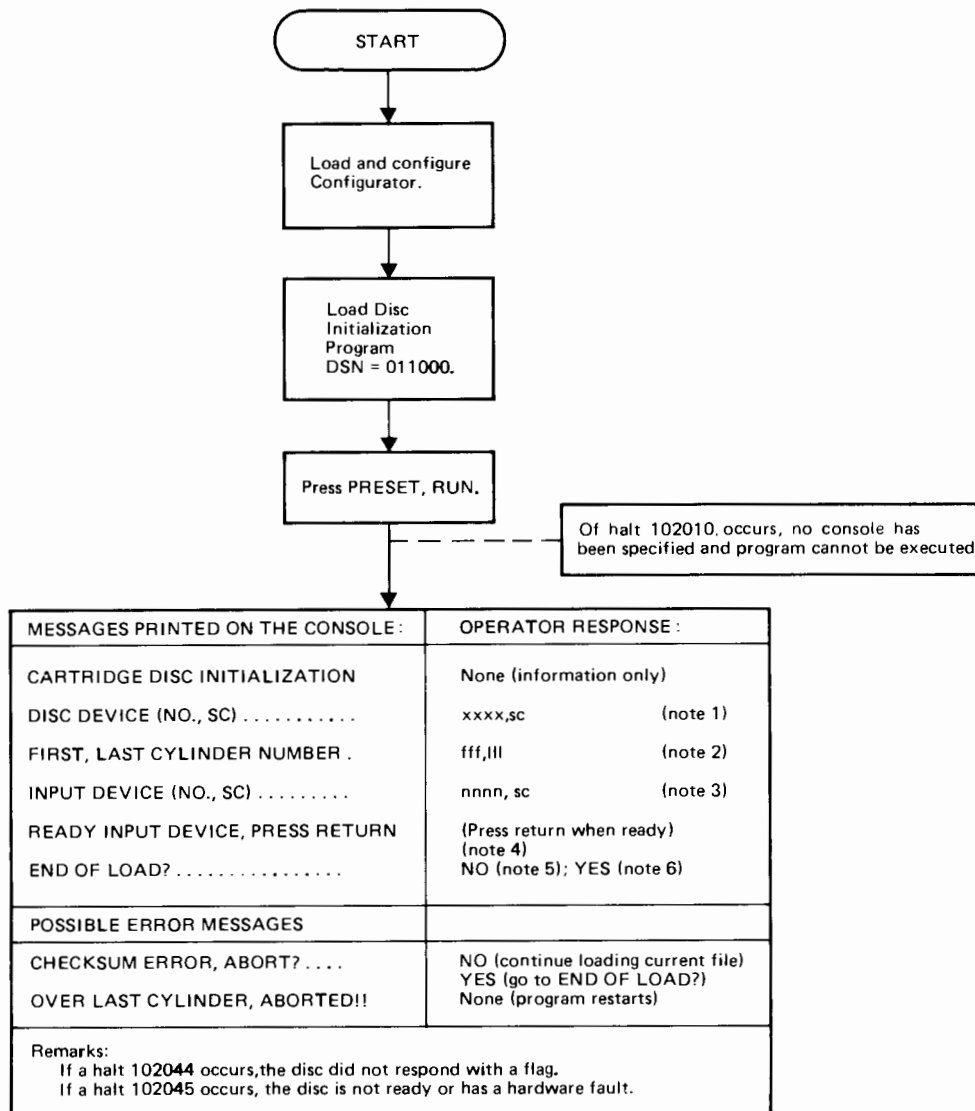 START
Load and configure
Configurator.
Load Disc
Initialization
Program
DSN = 011000.
Press PRESET, RUN.
Of halt 102010, occurs, no console has
been specified and program cannot be executed
MESSAGES PRINTED ON THE CONSOLE: OPERATOR RESPONSE:
CARTRIDGE DISC INITIALIZATION None (information only)
DISC DEVICE (NO., SC) ........... xxxx,sc (note 1)
FIRST, LAST CYLINDER NUMBER . fff,lll (note 2)
INPUT DEVICE (NO., SC) ......... nnnn, sc (note 3)
READY INPUT DEVICE, PRESS RETURN (Press return when ready)
(note 4)
END OF LOAD? ................ NO (note 5); YES (note 6)
POSSIBLE ERROR MESSAGES
CHECKSUM ERROR, ABORT? .... NO (continue loading current file)
YES (go to END OF LOAD?)
OVER LAST CYLINDER, ABORTED!! None (program restarts)
Remarks:
If a halt 102044 occurs,the disc did not respond with a flag.
If a halt 102045 occurs, the disc is not ready or has a hardware fault.